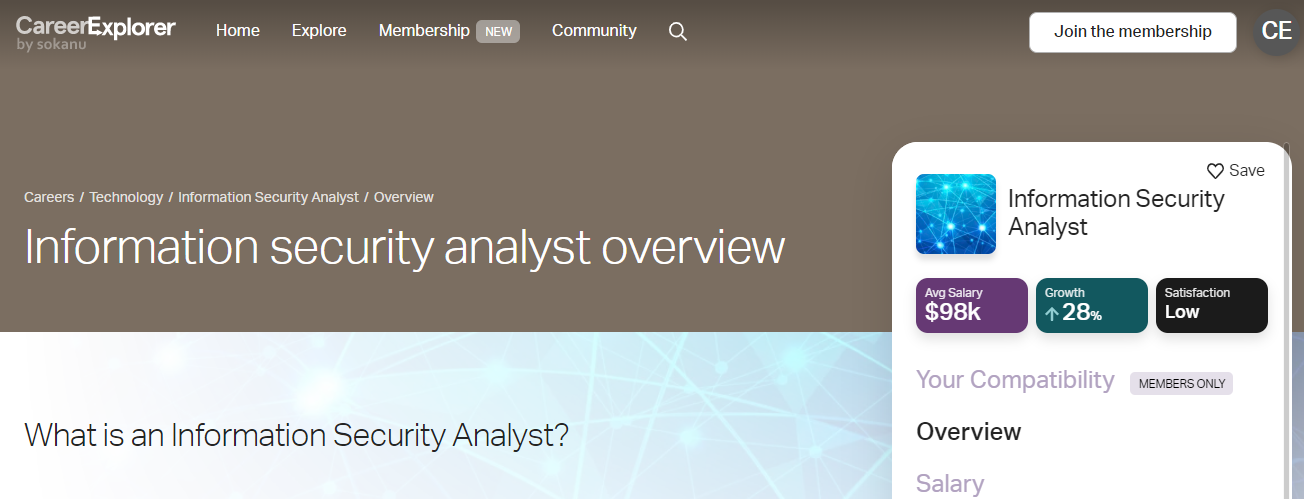 CareerExplorer
by sokanu
Home
Explore
Membership NEW
Community
Join the membership
CE
Careers / Technology / Information Security Analyst / Overview
Information security analyst overview
What is an Information Security Analyst?
Save
Information Security
Analyst
Avg Salary
$98k
Growth
↑ 28%
Satisfaction
Low
Your Compatibility MEMBERS ONLY
Overview
Salary